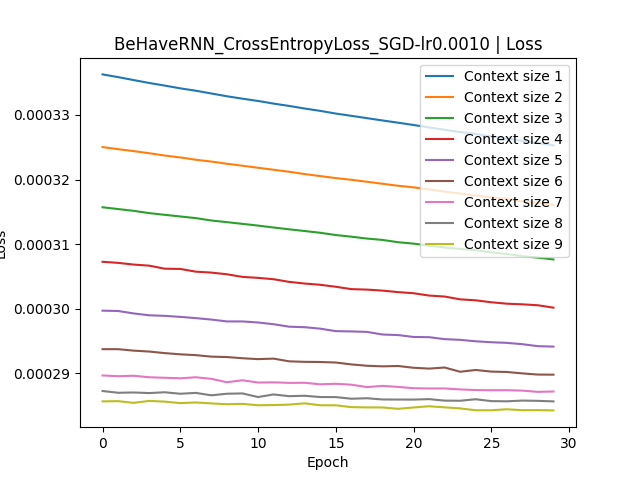 BeHaveRNN_CrossEntropyLoss_SGD-lr0.0010 | Loss
Context size 1
Context size 2
Context size 3
Context size 4
Context size 5
Context size 6
Context size 7
Context size 8
Context size 9
0.00033
0.00032
0.00031
0.00030
0.00029
Loss
0 5 10 15 20 25 30
Epoch